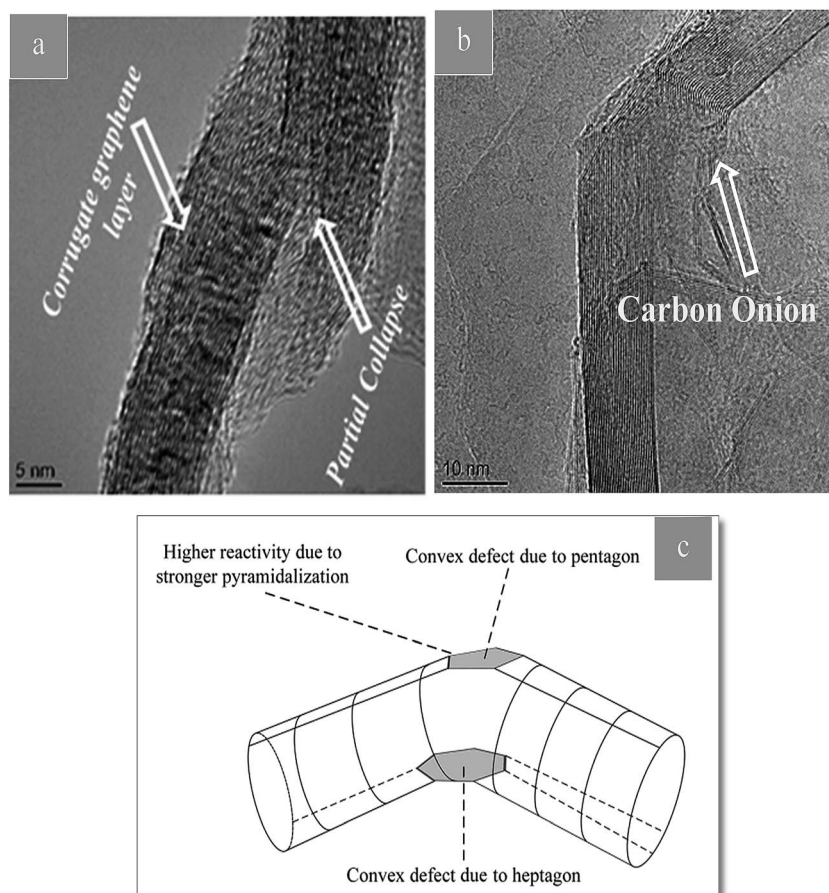 a
Corrugate graphene
layer
Partial Collapse
5 nm
b
Carbon Onion
10 nm
c
Higher reactivity due to
stronger pyramidalization
Convex defect due to pentagon
Convex defect due to heptagon